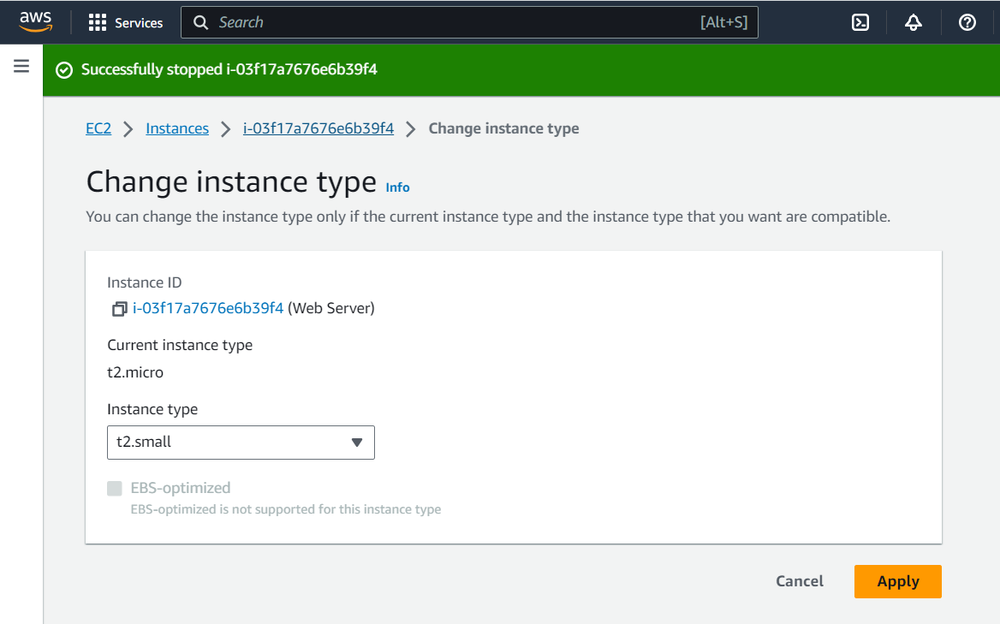 aws Services Search [Alt+S]
Successfully stopped i-03f17a7676e6b39f4
EC2 Instances i-03f17a7676e6b39f4 Change instance type
Change instance type Info
You can change the instance type only if the current instance type and the instance type that you want are compatible.
Instance ID
i-03f17a7676e6b39f4 (Web Server)
Current instance type
t2.micro
Instance type
t2.small
EBS-optimized
EBS-optimized is not supported for this instance type
Cancel Apply